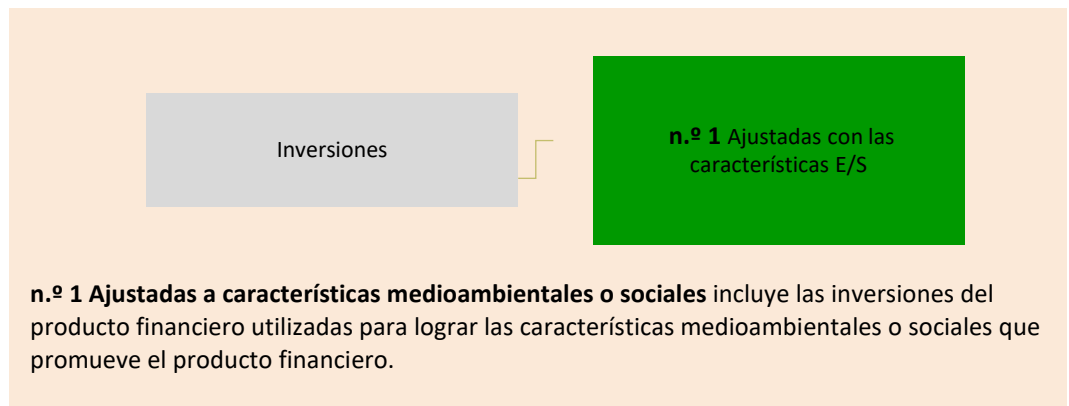 Inversiones
n.º 1 Ajustadas con las
características E/S
n.º 1 Ajustadas a características medioambientales o sociales incluye las inversiones del
producto financiero utilizadas para lograr las características medioambientales o sociales que
promueve el producto financiero.